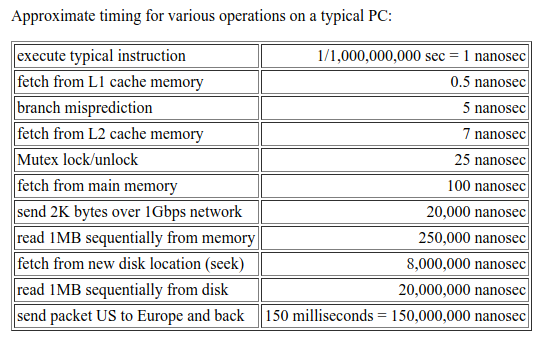 Approximate timing for various operations on a typical PC:
execute typical instruction 1/1,000,000,000 sec = 1 nanosec
fetch from L1 cache memory 0.5 nanosec
branch misprediction 5 nanosec
fetch from L2 cache memory 7 nanosec
Mutex lock/unlock 25 nanosec
fetch from main memory 100 nanosec
send 2K bytes over 1Gbps network 20,000 nanosec
read 1MB sequentially from memory 250,000 nanosec
fetch from new disk location (seek) 8,000,000 nanosec
read 1MB sequentially from disk 20,000,000 nanosec
send packet US to Europe and back 150 milliseconds = 150,000,000 nanosec